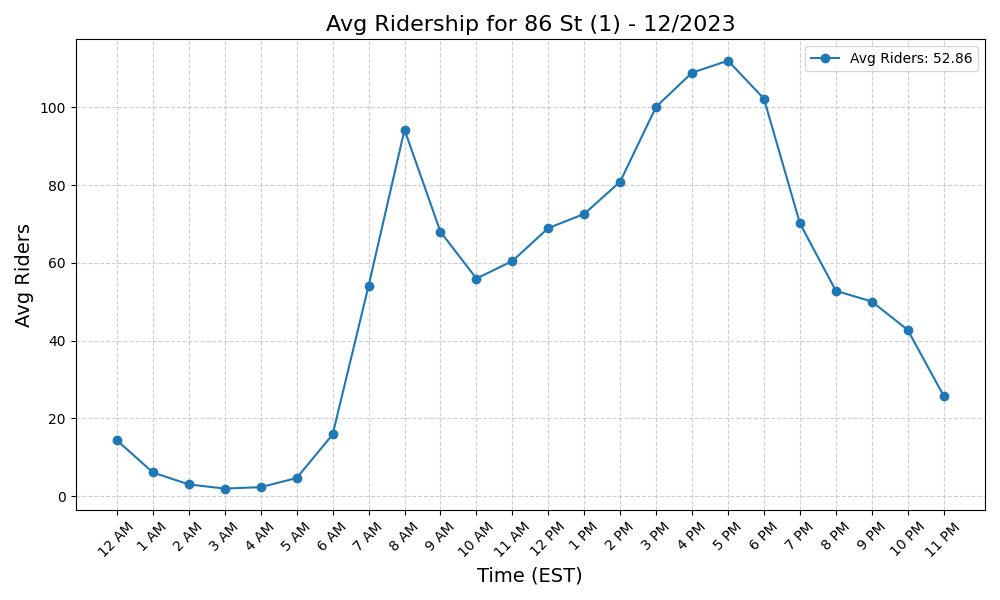 Avg Ridership for 86 St (1) - 12/2023
Avg Riders: 52.86
Avg Riders
100
80
60
40
20
0
12 AM
1 AM
2 AM
3 AM
4 AM
5 AM
6 AM
7 AM
8 AM
9 AM
10 AM
11 AM
12 PM
1 PM
2 PM
3 PM
4 PM
5 PM
6 PM
7 PM
8 PM
9 PM
10 PM
11 PM
Time (EST)